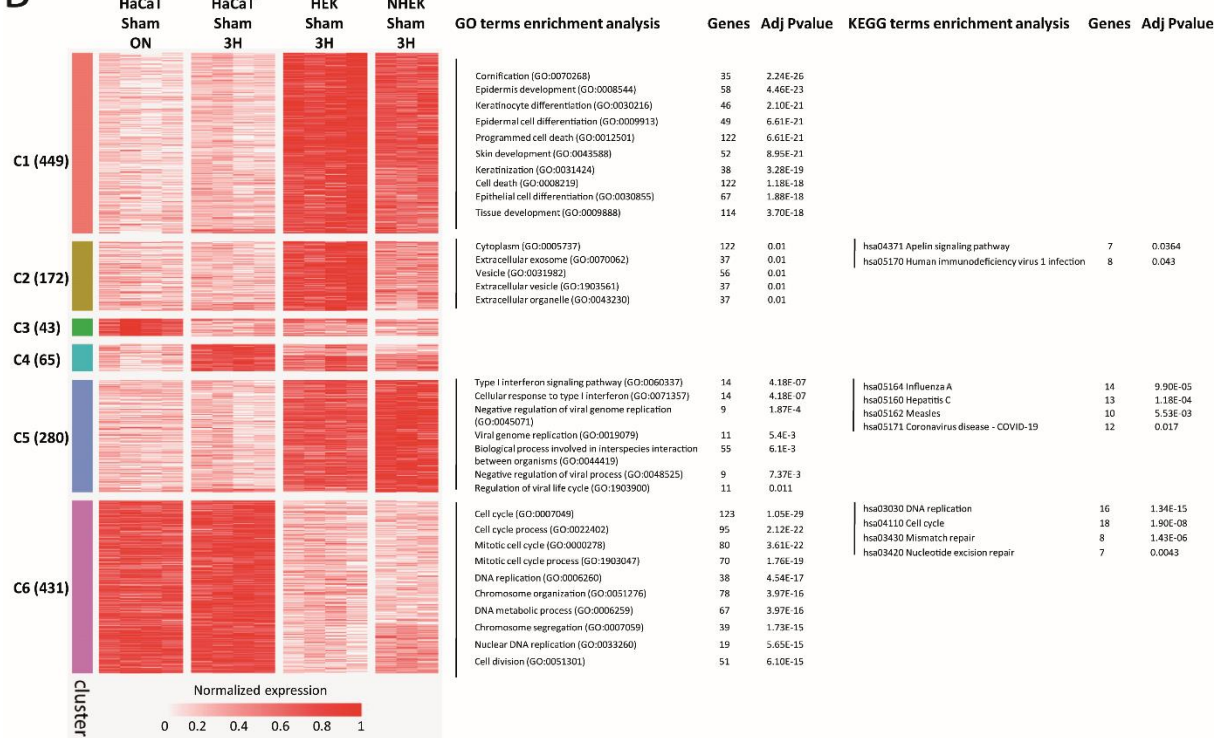 D
HaCaT HaCaT HEK NHEK
Sham Sham Sham Sham
ON 3H 3H 3H
GO terms enrichment analysis Genes Adj Pvalue KEGG terms enrichment analysis Genes Adj Pvalue
C1 (449)
Cornification (GO:0070268) 35 2.24E-26
Epidermis development (GO:0008544) 58 4.46E-23
Keratinocyte differentiation (GO:0030216) 46 2.10E-21
Epidermal cell differentiation (GO:0009913) 49 6.61E-21
Programmed cell death (GO:0012501) 122 6.61E-21
Skin development (GO:0043588) 52 8.95E-21
Keratinization (GO:0031424) 38 3.28E-19
Cell death (GO:0008219) 122 1.18E-18
Epithelial cell differentiation (GO:0030855) 67 1.88E-18
Tissue development (GO:0009888) 114 3.70E-18
C2 (172)
Cytoplasm (GO:0005737) 122 0.01 hsa04371 Apelin signaling pathway 7 0.0364
Extracellular exosome (GO:0070062) 37 0.01 hsa05170 Human immunodeficiency virus 1 infection 8 0.043
Vesicle (GO:0031982) 56 0.01
Extracellular vesicle (GO:1903561) 37 0.01
Extracellular organelle (GO:0043230) 37 0.01
C3 (43)
C4 (65)
C5 (280)
Type I interferon signaling pathway (GO:0060337) 14 4.18E-07 hsa05164 Influenza A 14 9.90E-05
Cellular response to type I interferon (GO:0071357) 14 4.18E-07 hsa05160 Hepatitis C 13 1.18E-04
Negative regulation of viral genome replication 9 1.87E-4 hsa05162 Measles 10 5.53E-03
(GO:0045071) hsa05171 Coronavirus disease - COVID-19 12 0.017
Viral genome replication (GO:0019079) 11 5.4E-3
Biological process involved in interspecies interaction 55 6.1E-3
between organisms (GO:0044419)
Negative regulation of viral process (GO:0048525) 9 7.37E-3
Regulation of viral life cycle (GO:1903900) 11 0.011
C6 (431)
Cell cycle (GO:0007049) 123 1.05E-29 hsa03030 DNA replication 16 1.34E-15
Cell cycle process (GO:0022402) 95 2.12E-22 hsa04110 Cell cycle 18 1.90E-08
Mitotic cell cycle (GO:0000278) 80 3.61E-22 hsa03430 Mismatch repair 8 1.43E-06
Mitotic cell cycle process (GO:1903047) 70 1.76E-19 hsa03420 Nucleotide excision repair 7 0.0043
DNA replication (GO:0006260) 38 4.54E-17
Chromosome organization (GO:0051276) 78 3.97E-16
DNA metabolic process (GO:0006259) 67 3.97E-16
Chromosome segregation (GO:0007059) 39 1.73E-15
Nuclear DNA replication (GO:0033260) 19 5.65E-15
Cell division (GO:0051301) 51 6.10E-15
cluster
Normalized expression
0 0.2 0.4 0.6 0.8 1